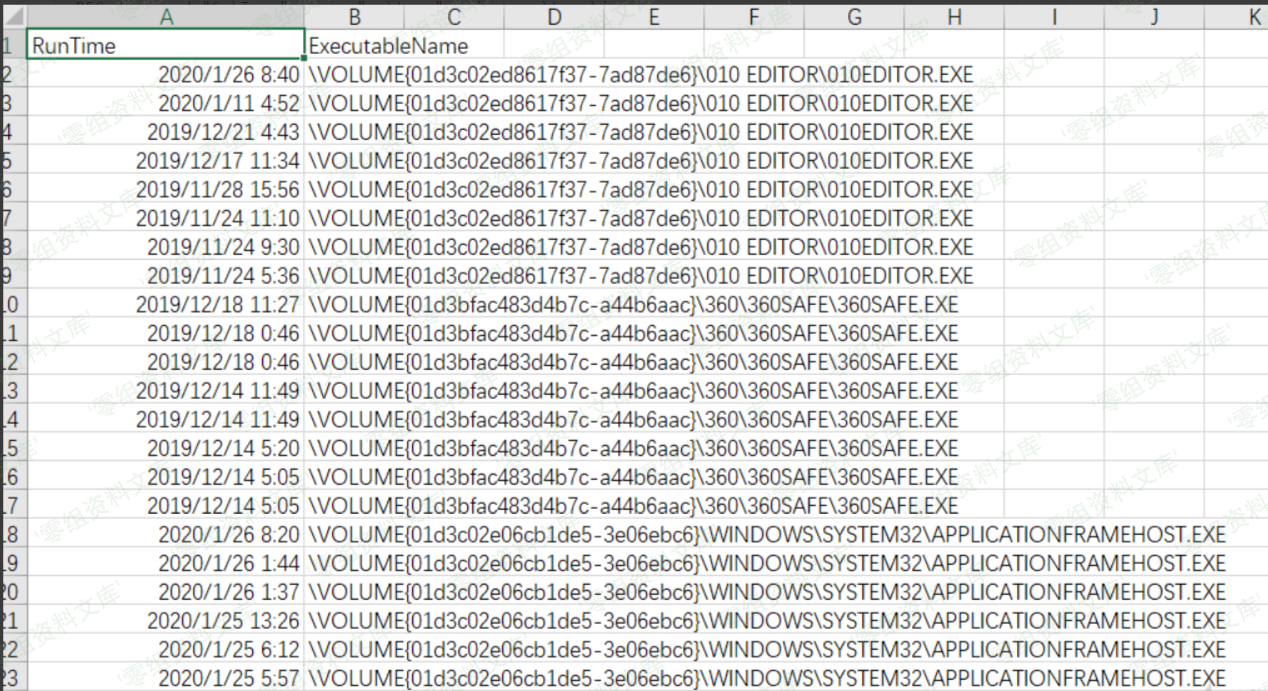 A B C D E F G H I J K
1 RunTime ExecutableName
2 2020/1/26 8:40 \VOLUME{01d3c02ed8617f37-7ad87de6}\010 EDITOR\010EDITOR.EXE
3 2020/1/11 4:52 \VOLUME{01d3c02ed8617f37-7ad87de6}\010 EDITOR\010EDITOR.EXE
4 2019/12/21 4:43 \VOLUME{01d3c02ed8617f37-7ad87de6}\010 EDITOR\010EDITOR.EXE
5 2019/12/17 11:34 \VOLUME{01d3c02ed8617f37-7ad87de6}\010 EDITOR\010EDITOR.EXE
6 2019/11/28 15:56 \VOLUME{01d3c02ed8617f37-7ad87de6}\010 EDITOR\010EDITOR.EXE
7 2019/11/24 11:10 \VOLUME{01d3c02ed8617f37-7ad87de6}\010 EDITOR\010EDITOR.EXE
8 2019/11/24 9:30 \VOLUME{01d3c02ed8617f37-7ad87de6}\010 EDITOR\010EDITOR.EXE
9 2019/11/24 5:36 \VOLUME{01d3c02ed8617f37-7ad87de6}\010 EDITOR\010EDITOR.EXE
10 2019/12/18 11:27 \VOLUME{01d3bfac483d4b7c-a44b6aac}\360\360SAFE\360SAFE.EXE
11 2019/12/18 0:46 \VOLUME{01d3bfac483d4b7c-a44b6aac}\360\360SAFE\360SAFE.EXE
12 2019/12/18 0:46 \VOLUME{01d3bfac483d4b7c-a44b6aac}\360\360SAFE\360SAFE.EXE
13 2019/12/14 11:49 \VOLUME{01d3bfac483d4b7c-a44b6aac}\360\360SAFE\360SAFE.EXE
14 2019/12/14 11:49 \VOLUME{01d3bfac483d4b7c-a44b6aac}\360\360SAFE\360SAFE.EXE
15 2019/12/14 5:20 \VOLUME{01d3bfac483d4b7c-a44b6aac}\360\360SAFE\360SAFE.EXE
16 2019/12/14 5:05 \VOLUME{01d3bfac483d4b7c-a44b6aac}\360\360SAFE\360SAFE.EXE
17 2019/12/14 5:05 \VOLUME{01d3bfac483d4b7c-a44b6aac}\360\360SAFE\360SAFE.EXE
18 2020/1/26 8:20 \VOLUME{01d3c02e06cb1de5-3e06ebc6}\WINDOWS\SYSTEM32\APPLICATIONFRAMEHOST.EXE
19 2020/1/26 1:44 \VOLUME{01d3c02e06cb1de5-3e06ebc6}\WINDOWS\SYSTEM32\APPLICATIONFRAMEHOST.EXE
20 2020/1/26 1:37 \VOLUME{01d3c02e06cb1de5-3e06ebc6}\WINDOWS\SYSTEM32\APPLICATIONFRAMEHOST.EXE
21 2020/1/25 13:26 \VOLUME{01d3c02e06cb1de5-3e06ebc6}\WINDOWS\SYSTEM32\APPLICATIONFRAMEHOST.EXE
22 2020/1/25 6:12 \VOLUME{01d3c02e06cb1de5-3e06ebc6}\WINDOWS\SYSTEM32\APPLICATIONFRAMEHOST.EXE
23 2020/1/25 5:57 \VOLUME{01d3c02e06cb1de5-3e06ebc6}\WINDOWS\SYSTEM32\APPLICATIONFRAMEHOST.EXE
'零组资料文库'